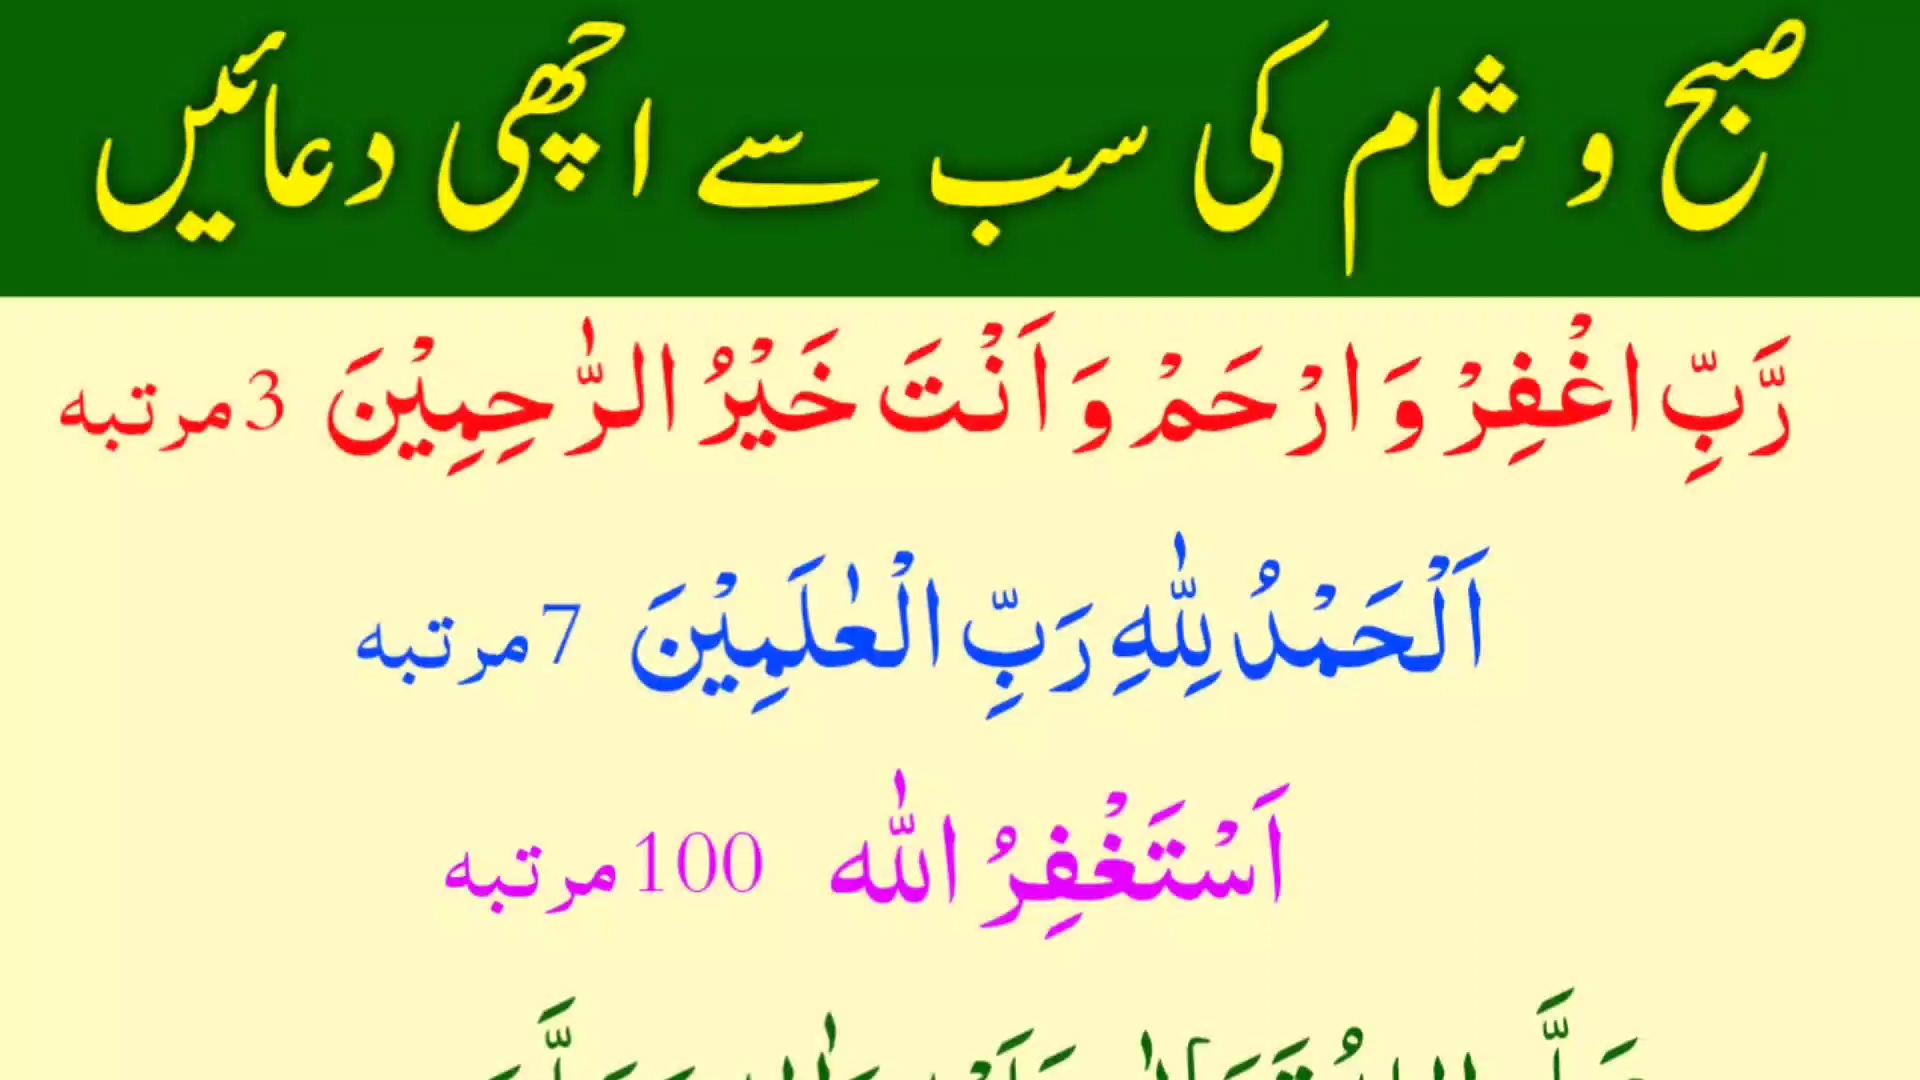 صبح و شام کی سب سے اچھی دعائیں
رَّبِّ اغْفِرْ وَارْحَمْ وَاَنْتَ خَيْرُ الرّٰحِمِيْنَ 3 مرتبہ
اَلْحَمْدُ لِلّٰهِ رَبِّ الْعٰلَمِيْنَ 7 مرتبہ
اَسْتَغْفِرُ اللّٰه 100 مرتبہ